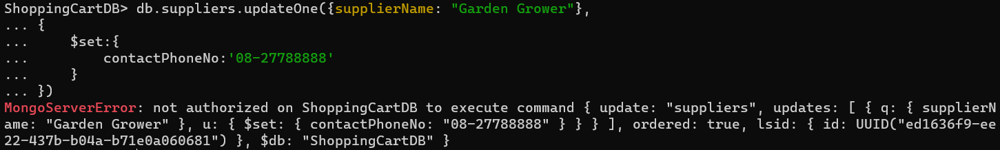 ShoppingCartDB> db.suppliers.updateOne({supplierName: "Garden Grower"},
... {
...     $set:{
...         contactPhoneNo:'08-27788888'
...     }
... })
MongoServerError: not authorized on ShoppingCartDB to execute command { update: "suppliers", updates: [ { q: { supplierN
ame: "Garden Grower" }, u: { $set: { contactPhoneNo: "08-27788888" } } } ], ordered: true, lsid: { id: UUID("ed1636f9-ee
22-437b-b04a-b71e0a060681") }, $db: "ShoppingCartDB" }